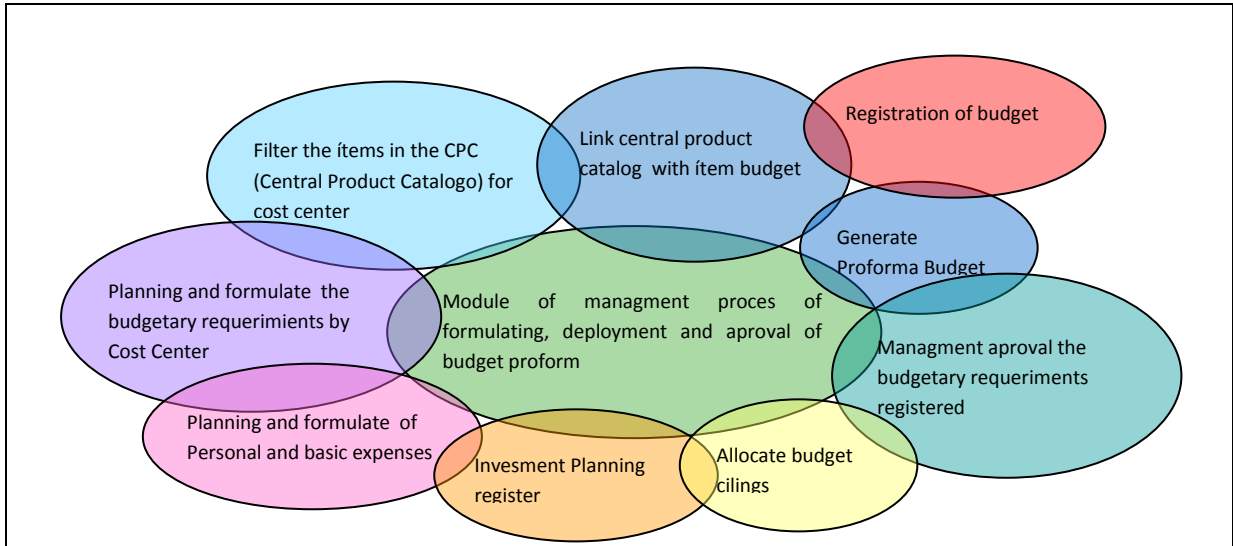 Registration of budget
Link central product
catalog with ítem budget
Filter the ítems in the CPC
(Central Product Catalogo) for
cost center
Generate
Proforma Budget
Planning and formulate the
budgetary requerimients by
Cost Center
Module of managment proces of
formulating, deployment and aproval of
budget proform
Managment aproval the
budgetary requeriments
registered
Planning and formulate of
Personal and basic expenses
Invesment Planning
register
Allocate budget
cilings